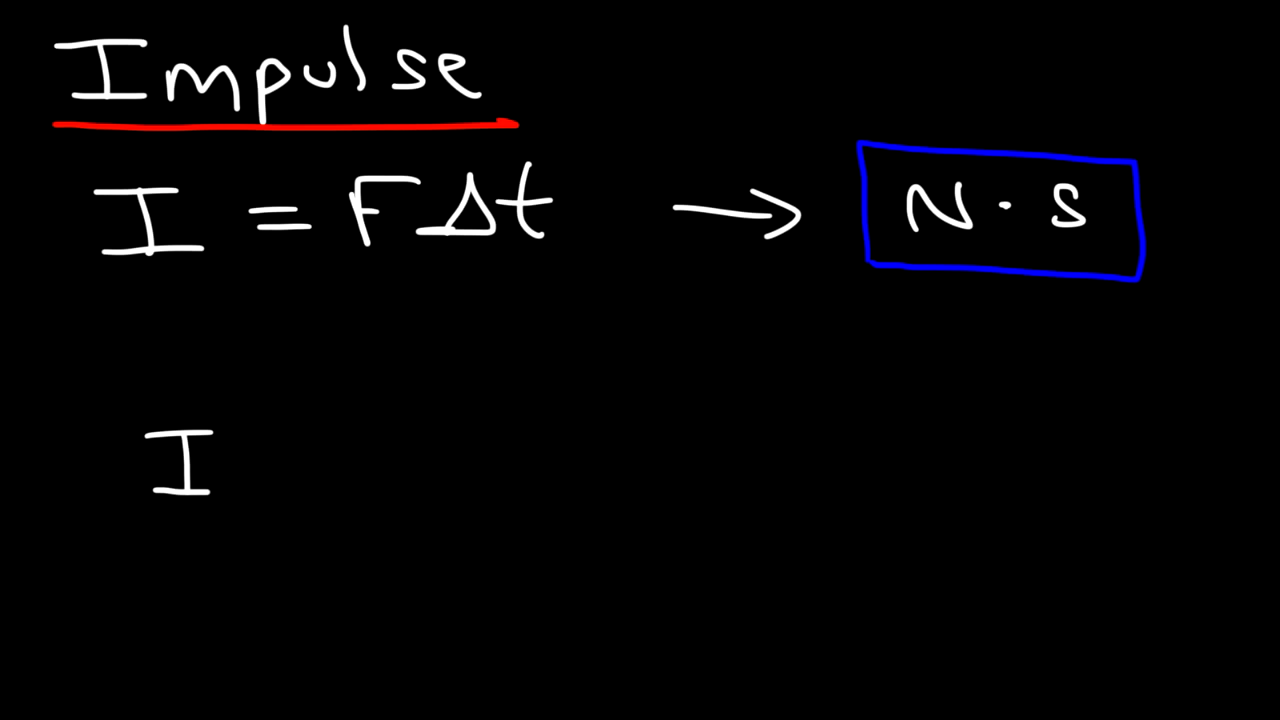 Impulse
I = FΔt → N · s
I